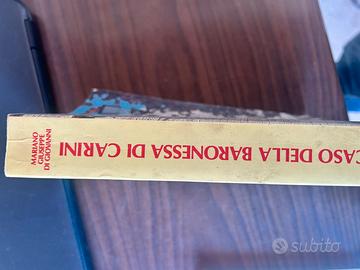 MARIANO
GIUSEPPE
DI GIOVANNI
CASO DELLA BARONESSA DI CARINI
subito